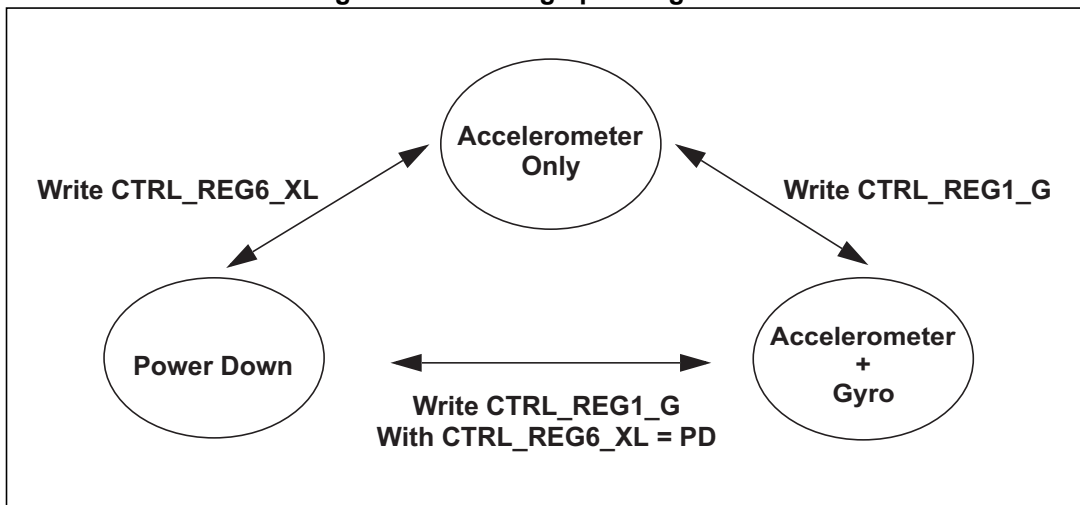 Accelerometer
Only
Write CTRL_REG6_XL
Write CTRL_REG1_G
Power Down
Accelerometer
+
Gyro
Write CTRL_REG1_G
With CTRL_REG6_XL = PD